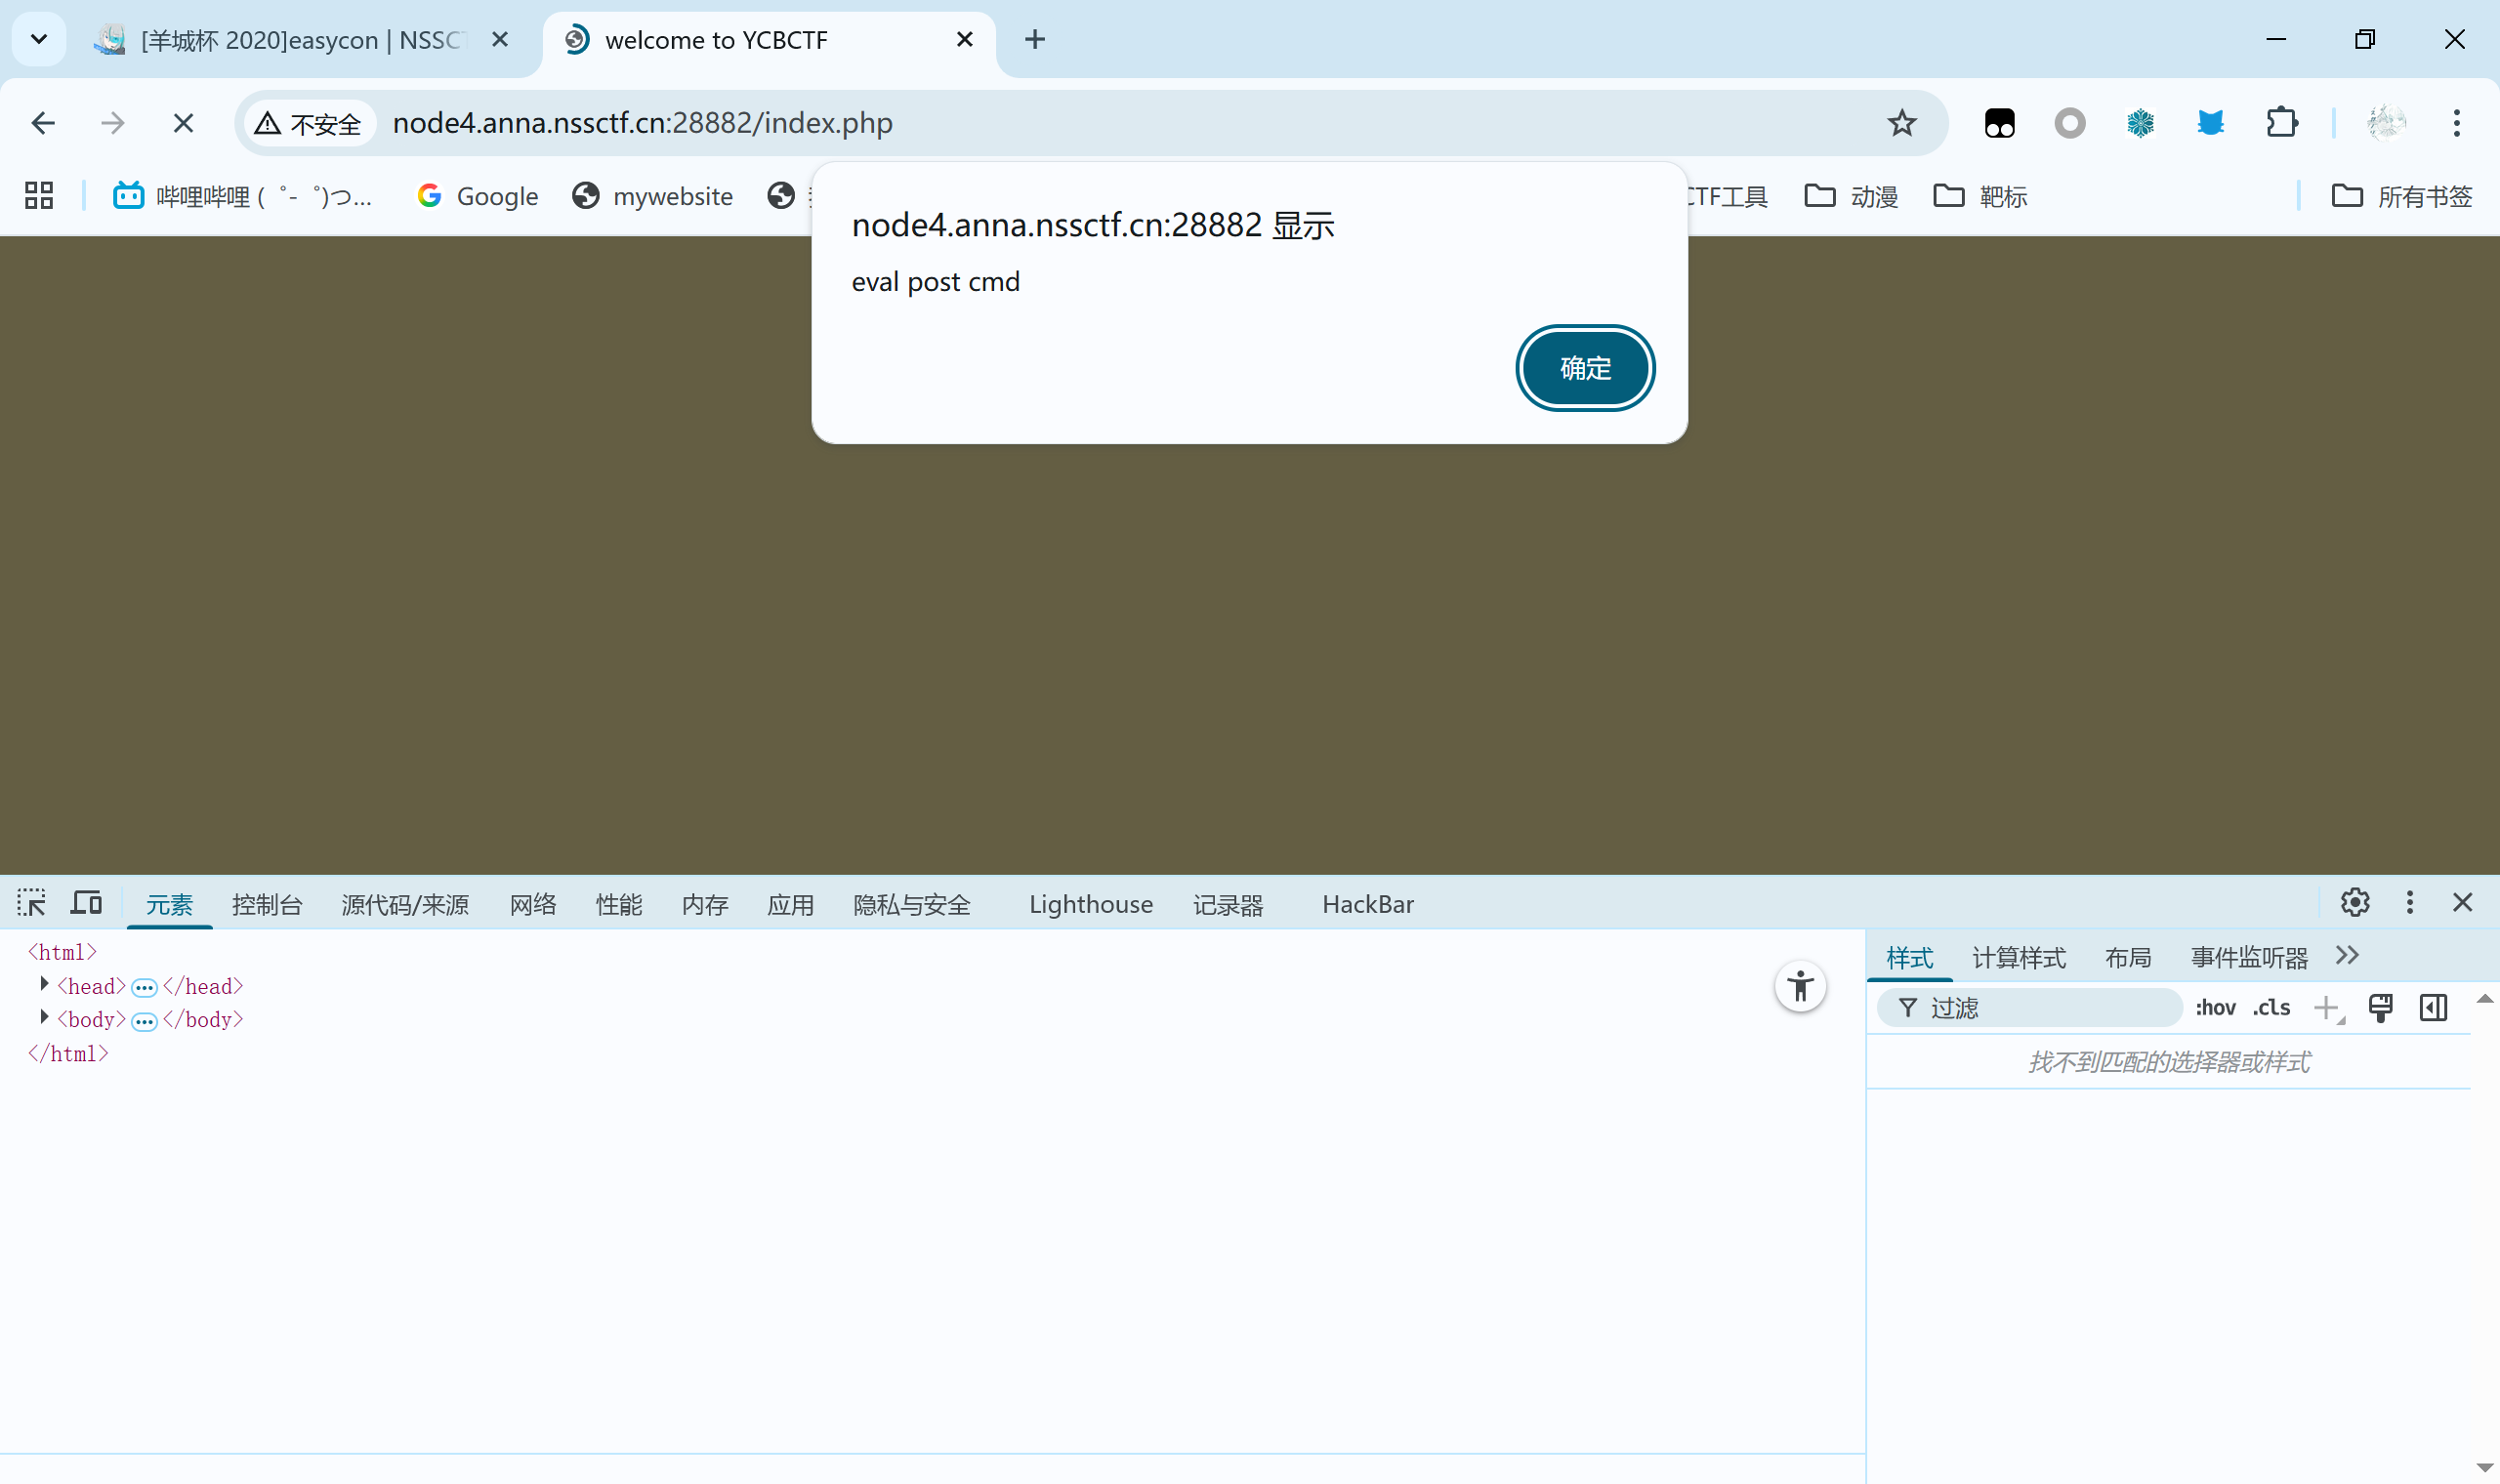 [羊城杯 2020]easycon | NSSCT
welcome to YCBCTF
不安全
node4.anna.nssctf.cn:28882/index.php
哔哩哔哩 (゜-゜)つ...
Google
mywebsite
CTF工具
动漫
靶标
所有书签
node4.anna.nssctf.cn:28882 显示
eval post cmd
确定
元素 控制台 源代码/来源 网络 性能 内存 应用 隐私与安全 Lighthouse 记录器 HackBar
<html>
<head>...</head>
<body>...</body>
</html>
样式 计算样式 布局 事件监听器
过滤 :hov .cls
找不到匹配的选择器或样式